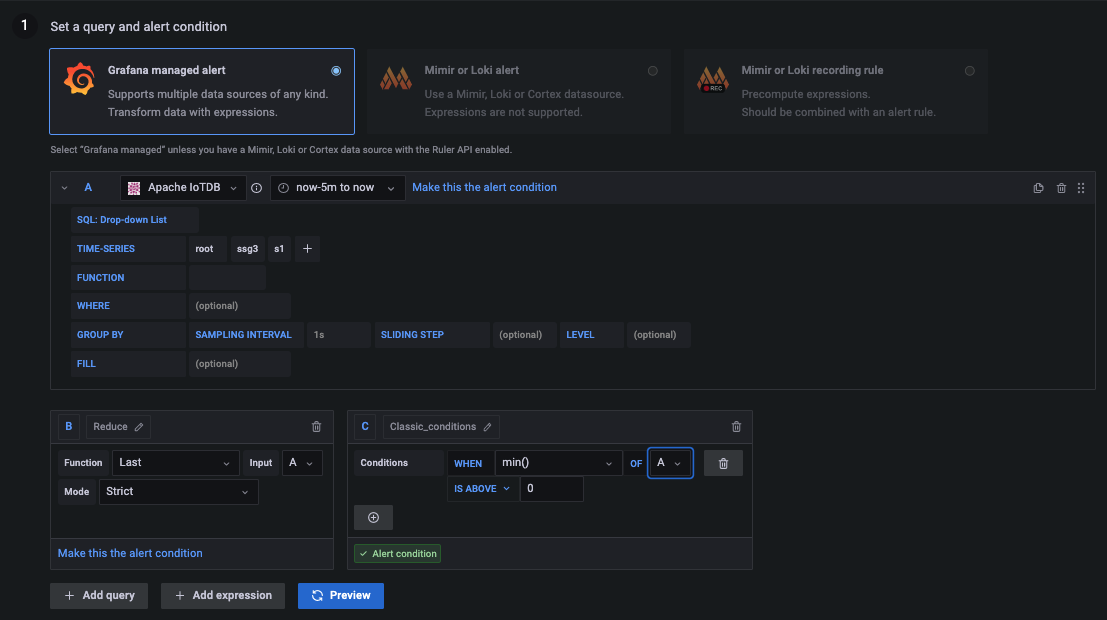 1 Set a query and alert condition
Grafana managed alert
Supports multiple data sources of any kind.
Transform data with expressions.
Mimir or Loki alert
Use a Mimir, Loki or Cortex datasource.
Expressions are not supported.
REC
Mimir or Loki recording rule
Precompute expressions.
Should be combined with an alert rule.
Select "Grafana managed" unless you have a Mimir, Loki or Cortex data source with the Ruler API enabled.
A Apache IoTDB now-5m to now Make this the alert condition
SQL: Drop-down List
TIME-SERIES root ssg3 s1 +
FUNCTION
WHERE (optional)
GROUP BY SAMPLING INTERVAL 1s SLIDING STEP (optional) LEVEL (optional)
FILL (optional)
B Reduce
Function Last Input A
Mode Strict
Make this the alert condition
C Classic_conditions
Conditions WHEN min() OF A
IS ABOVE 0
Alert condition
+ Add query + Add expression Preview